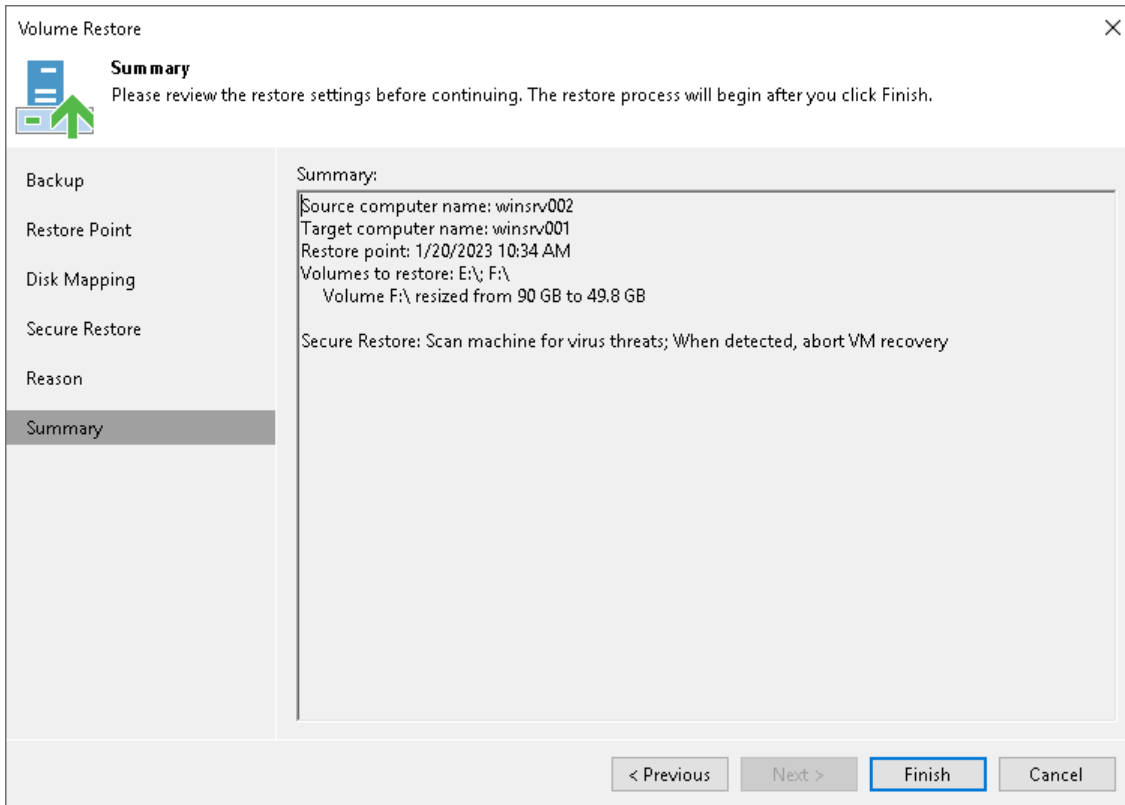 Volume Restore
Summary
Please review the restore settings before continuing. The restore process will begin after you click Finish.
Backup
Restore Point
Disk Mapping
Secure Restore
Reason
Summary
Summary:
Source computer name: winsrv002
Target computer name: winsrv001
Restore point: 1/20/2023 10:34 AM
Volumes to restore: E:\; F:\
Volume F:\ resized from 90 GB to 49.8 GB
Secure Restore: Scan machine for virus threats; When detected, abort VM recovery
< Previous
Next >
Finish
Cancel